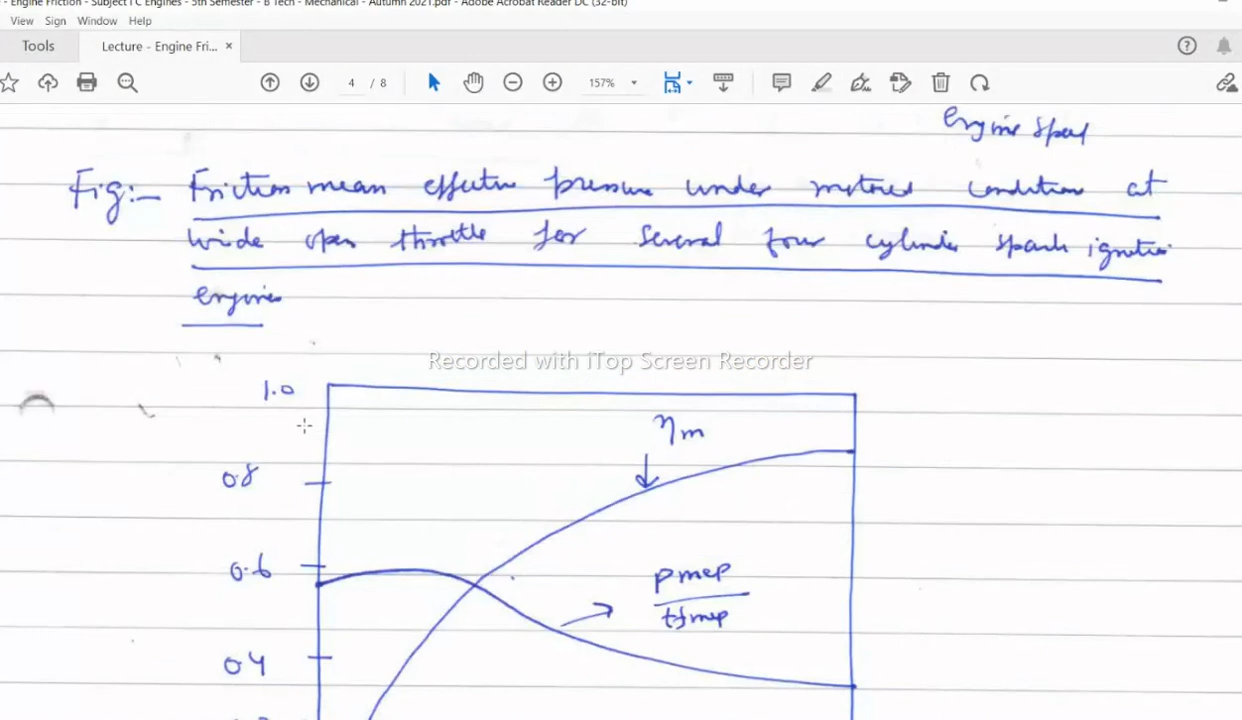 - Engine Friction - Subject I C Engines - 5th Semester - B Tech - Mechanical - Autumn 2021.pdf - Adobe Acrobat Reader DC (32-bit)
View Sign Window Help
Tools Lecture - Engine Fri... ×
4 / 8 157%
Engine Speed
Fig:- Friction mean effective pressure under motored condition at
wide open throttle for several four cylinder spark ignition
engines
Recorded with iTop Screen Recorder
1.0
ηm
0.8
0.6
pmep
tfmep
0.4